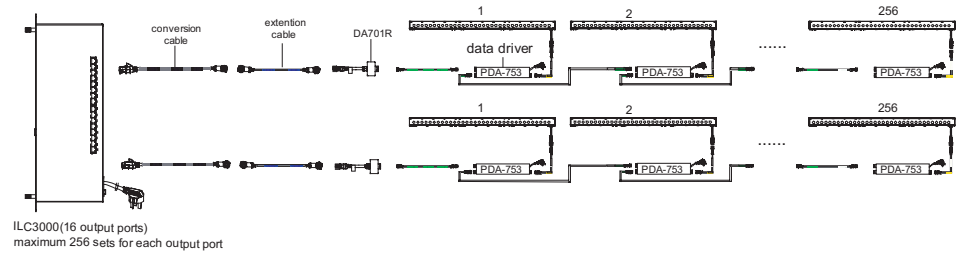 1
2
256
conversion
cable
extention
cable
DA701R
data driver
PDA-753
PDA-753
......
PDA-753
1
2
256
PDA-753
PDA-753
......
PDA-753
ILC3000(16 output ports)
maximum 256 sets for each output port